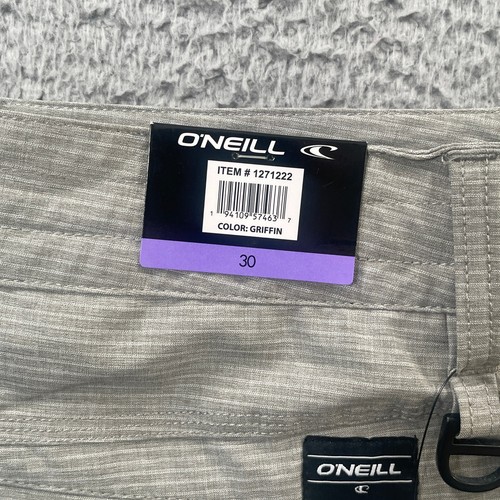 O'NEILL
ITEM # 1271222
1 94109 57463 7
COLOR: GRIFFIN
30
O'NEILL